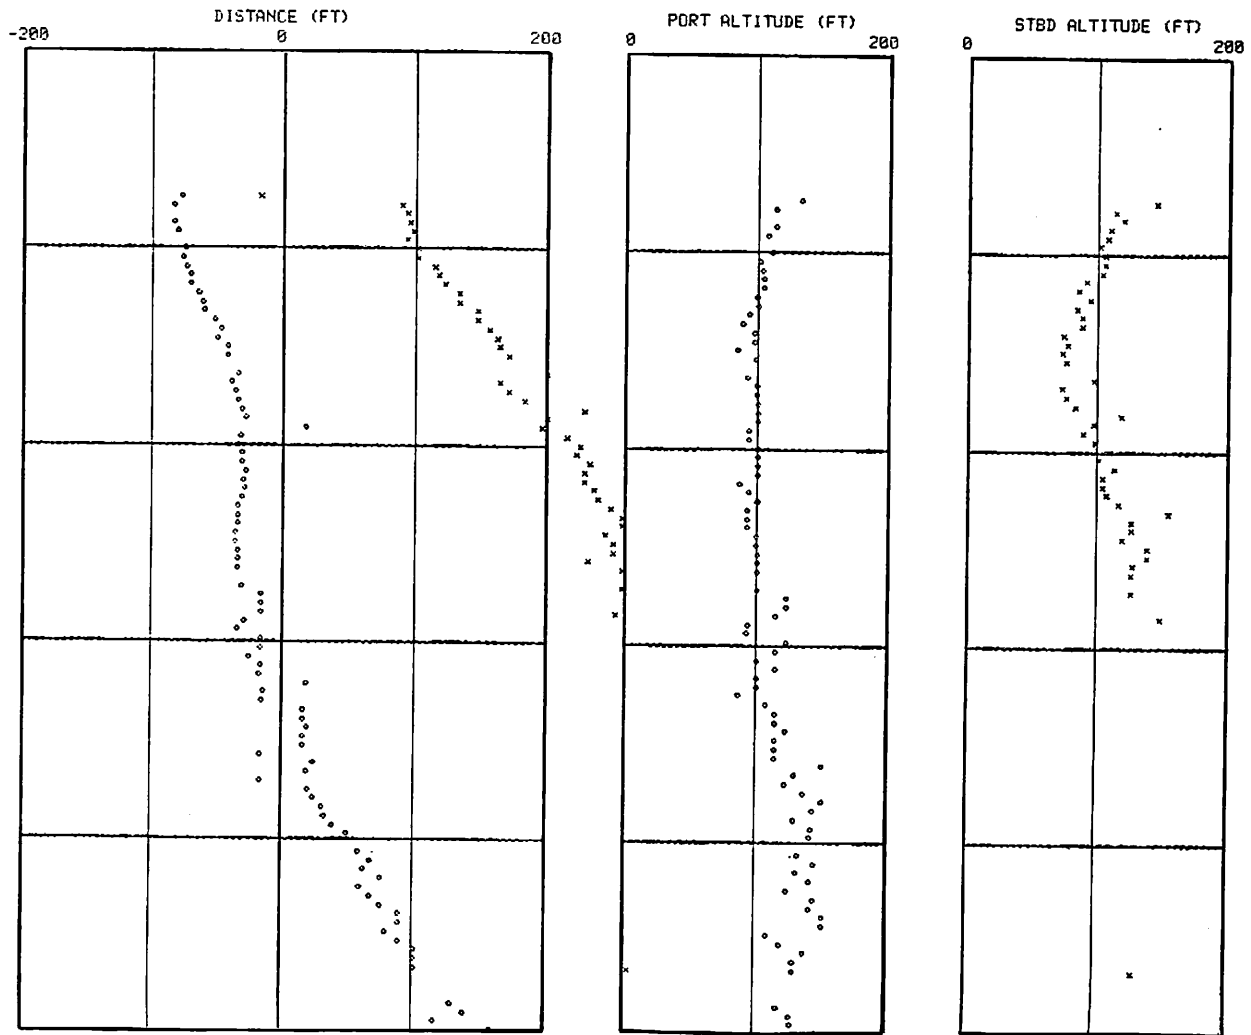 DISTANCE (FT)
-200 0 200
PORT ALTITUDE (FT)
0 200
STBD ALTITUDE (FT)
0 200